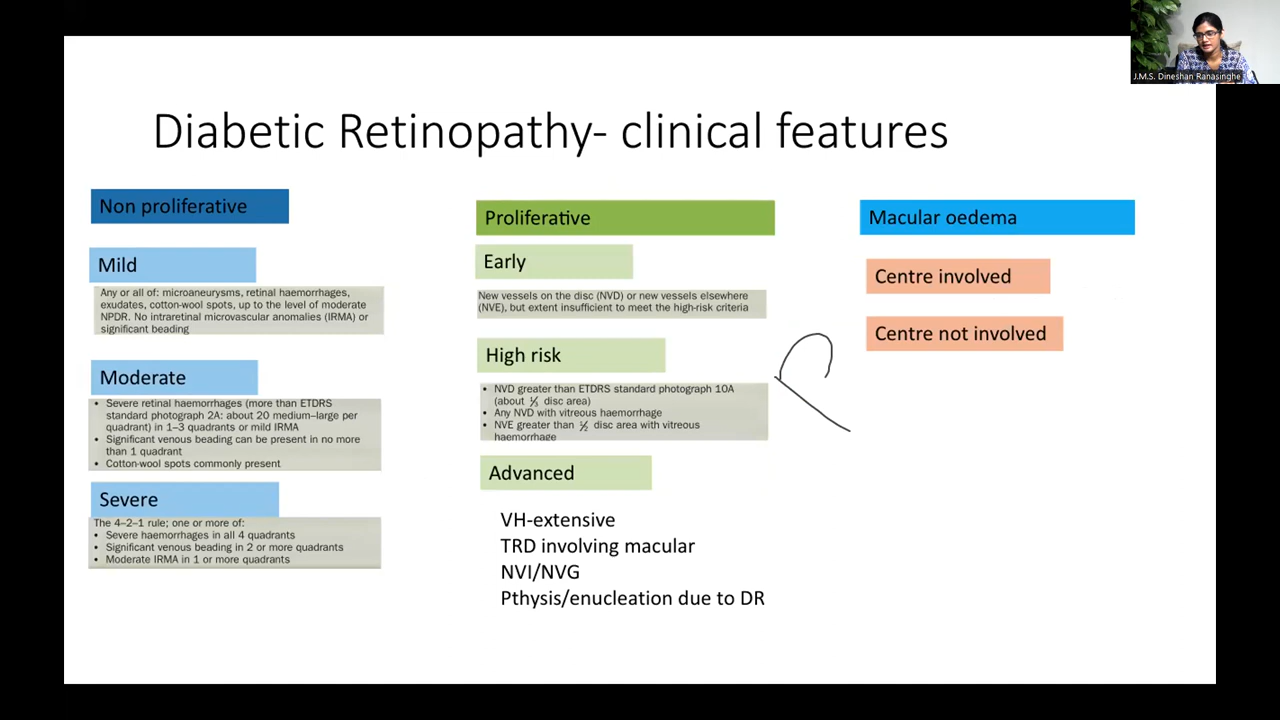 J.M.S. Dineshan Ranasinghe
Diabetic Retinopathy- clinical features
Non proliferative
Mild
Any or all of: microaneurysms, retinal haemorrhages,
exudates, cotton-wool spots, up to the level of moderate
NPDR. No intraretinal microvascular anomalies (IRMA) or
significant beading
Moderate
• Severe retinal haemorrhages (more than ETDRS
standard photograph 2A: about 20 medium–large per
quadrant) in 1–3 quadrants or mild IRMA
• Significant venous beading can be present in no more
than 1 quadrant
• Cotton-wool spots commonly present
Severe
The 4–2–1 rule; one or more of:
• Severe haemorrhages in all 4 quadrants
• Significant venous beading in 2 or more quadrants
• Moderate IRMA in 1 or more quadrants
Proliferative
Early
New vessels on the disc (NVD) or new vessels elsewhere
(NVE), but extent insufficient to meet the high-risk criteria
High risk
• NVD greater than ETDRS standard photograph 10A
(about ⅓ disc area)
• Any NVD with vitreous haemorrhage
• NVE greater than ½ disc area with vitreous
haemorrhage
Advanced
VH-extensive
TRD involving macular
NVI/NVG
Pthysis/enucleation due to DR
Macular oedema
Centre involved
Centre not involved